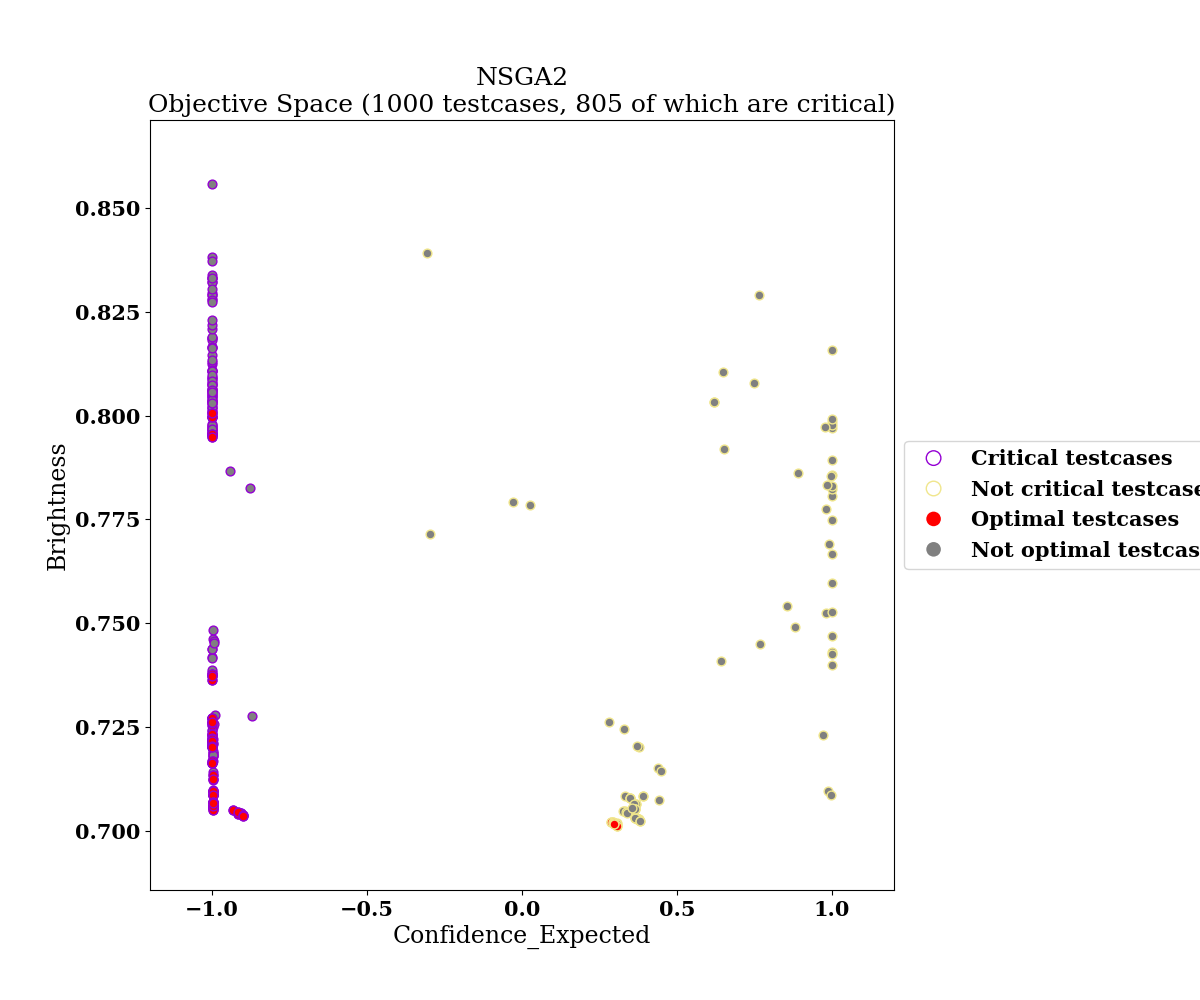 NSGA2
Objective Space (1000 testcases, 805 of which are critical)
0.850
0.825
0.800
0.775
0.750
0.725
0.700
Brightness
−1.0
−0.5
0.0
0.5
1.0
Confidence_Expected
Critical testcases
Not critical testcase
Optimal testcases
Not optimal testcas